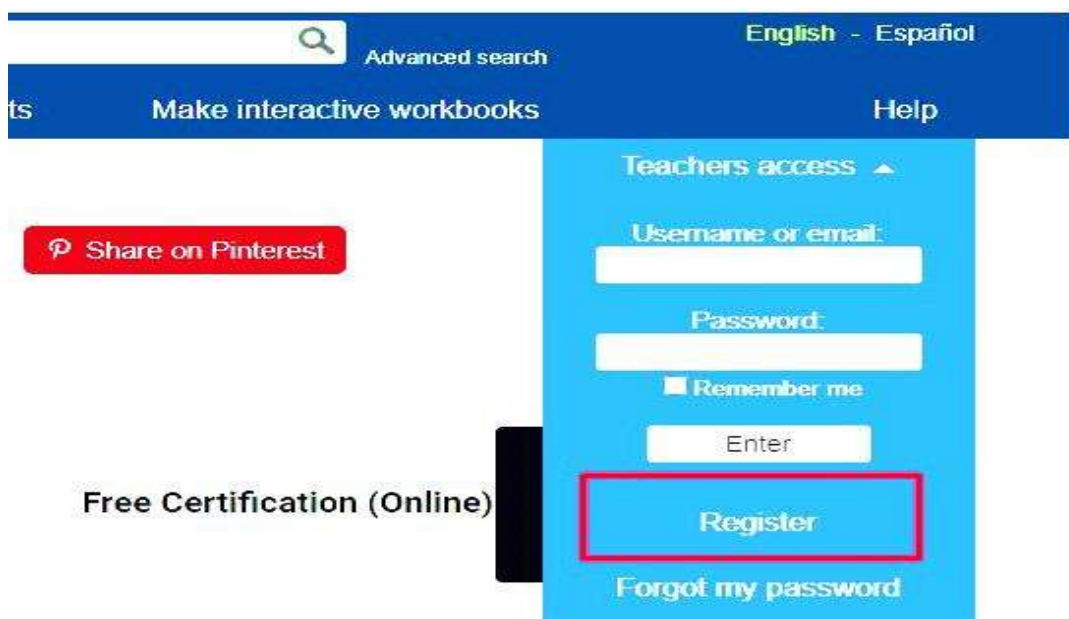 English - Español
Advanced search
ts Make interactive workbooks Help
Teachers access
Share on Pinterest
Username or email:
Password:
Remember me
Enter
Free Certification (Online)
Register
Forgot my password